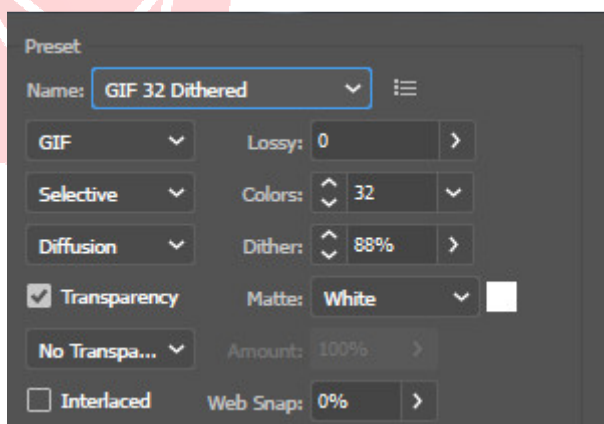 Preset
Name: GIF 32 Dithered
GIF Lossy: 0
Selective Colors: 32
Diffusion Dither: 88%
Transparency Matte: White
No Transpa... Amount: 100%
Interlaced Web Snap: 0%